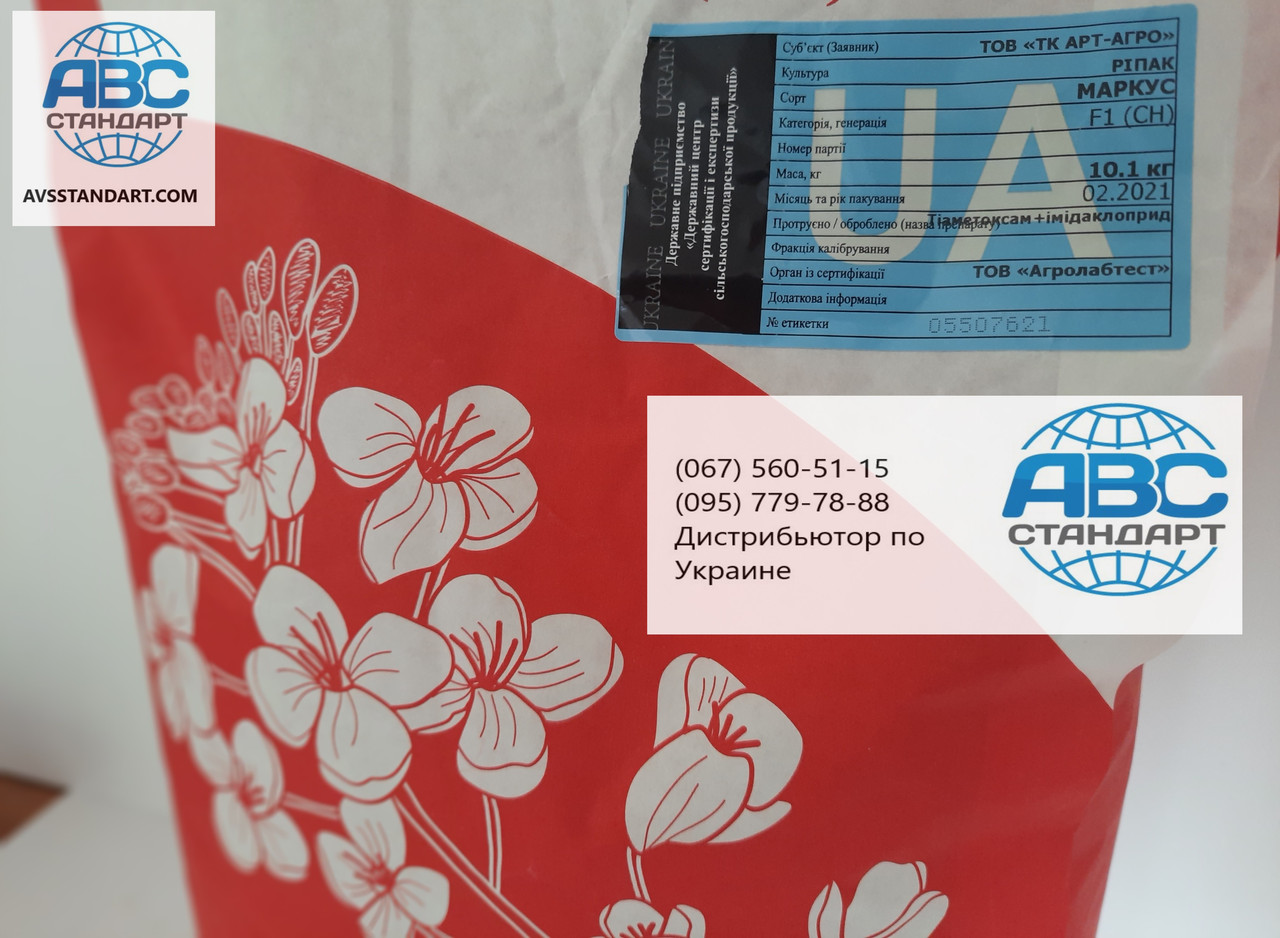 АВС
СТАНДАРТ
AVSSTANDART.COM
UKRAINE UKRAINE UKRAIN
Державне підприємство
«Державний центр
сертифікації і експертизи
сільськогосподарської продукції»
UA
Суб'єкт (Заявник) ТОВ «ТК АРТ-АГРО»
Культура РІПАК
Сорт МАРКУС
Категорія, генерація F1 (СН)
Номер партії
Маса, кг 10.1 кг
Місяць та рік пакування 02.2021
Протруєно / оброблено (назва препарату) Тіаметоксам+імідаклоприд
Фракція калібрування
Орган із сертифікації ТОВ «Агролабтест»
Додаткова інформація
№ етикетки 05507621
(067) 560-51-15
(095) 779-78-88
Дистрибьютор по
Украине
АВС
СТАНДАРТ